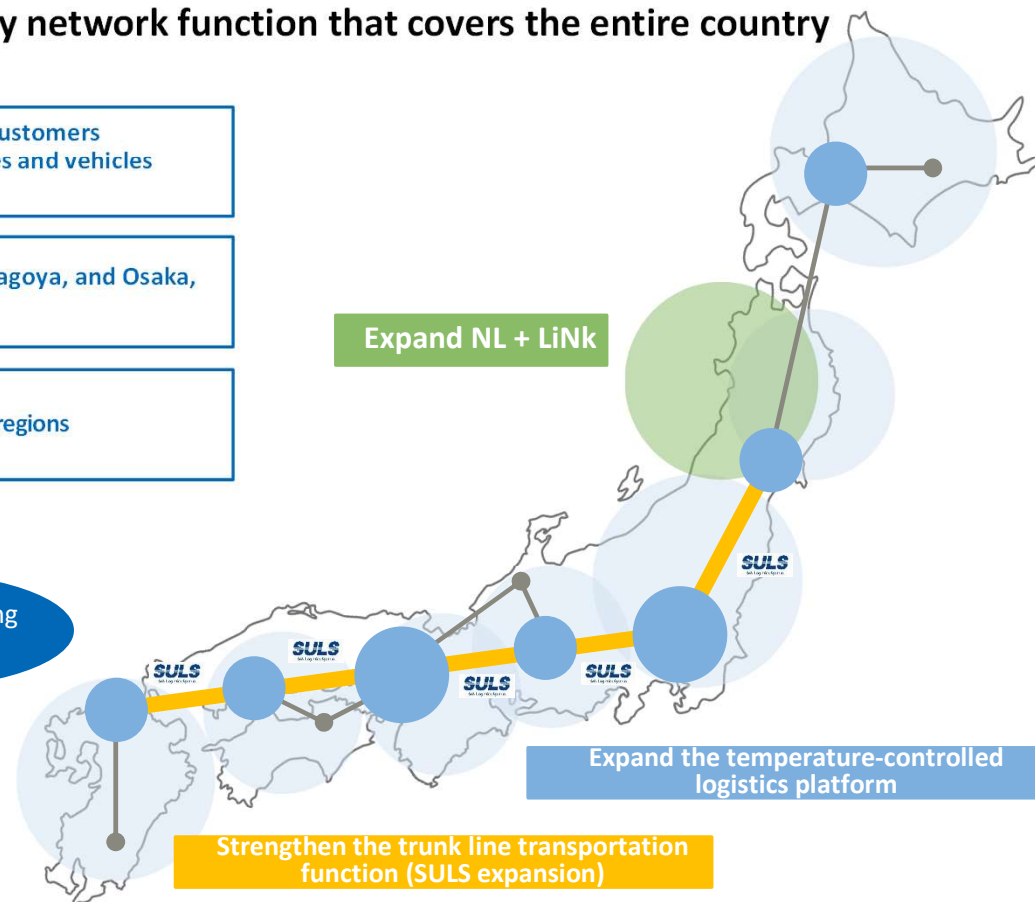 y network function that covers the entire country
ustomers
es and vehicles
agoya, and Osaka,
Expand NL + LiNk
regions
SULS
ng
SULS
SULS
SULS
SULS
Expand the temperature-controlled
logistics platform
Strengthen the trunk line transportation
function (SULS expansion)